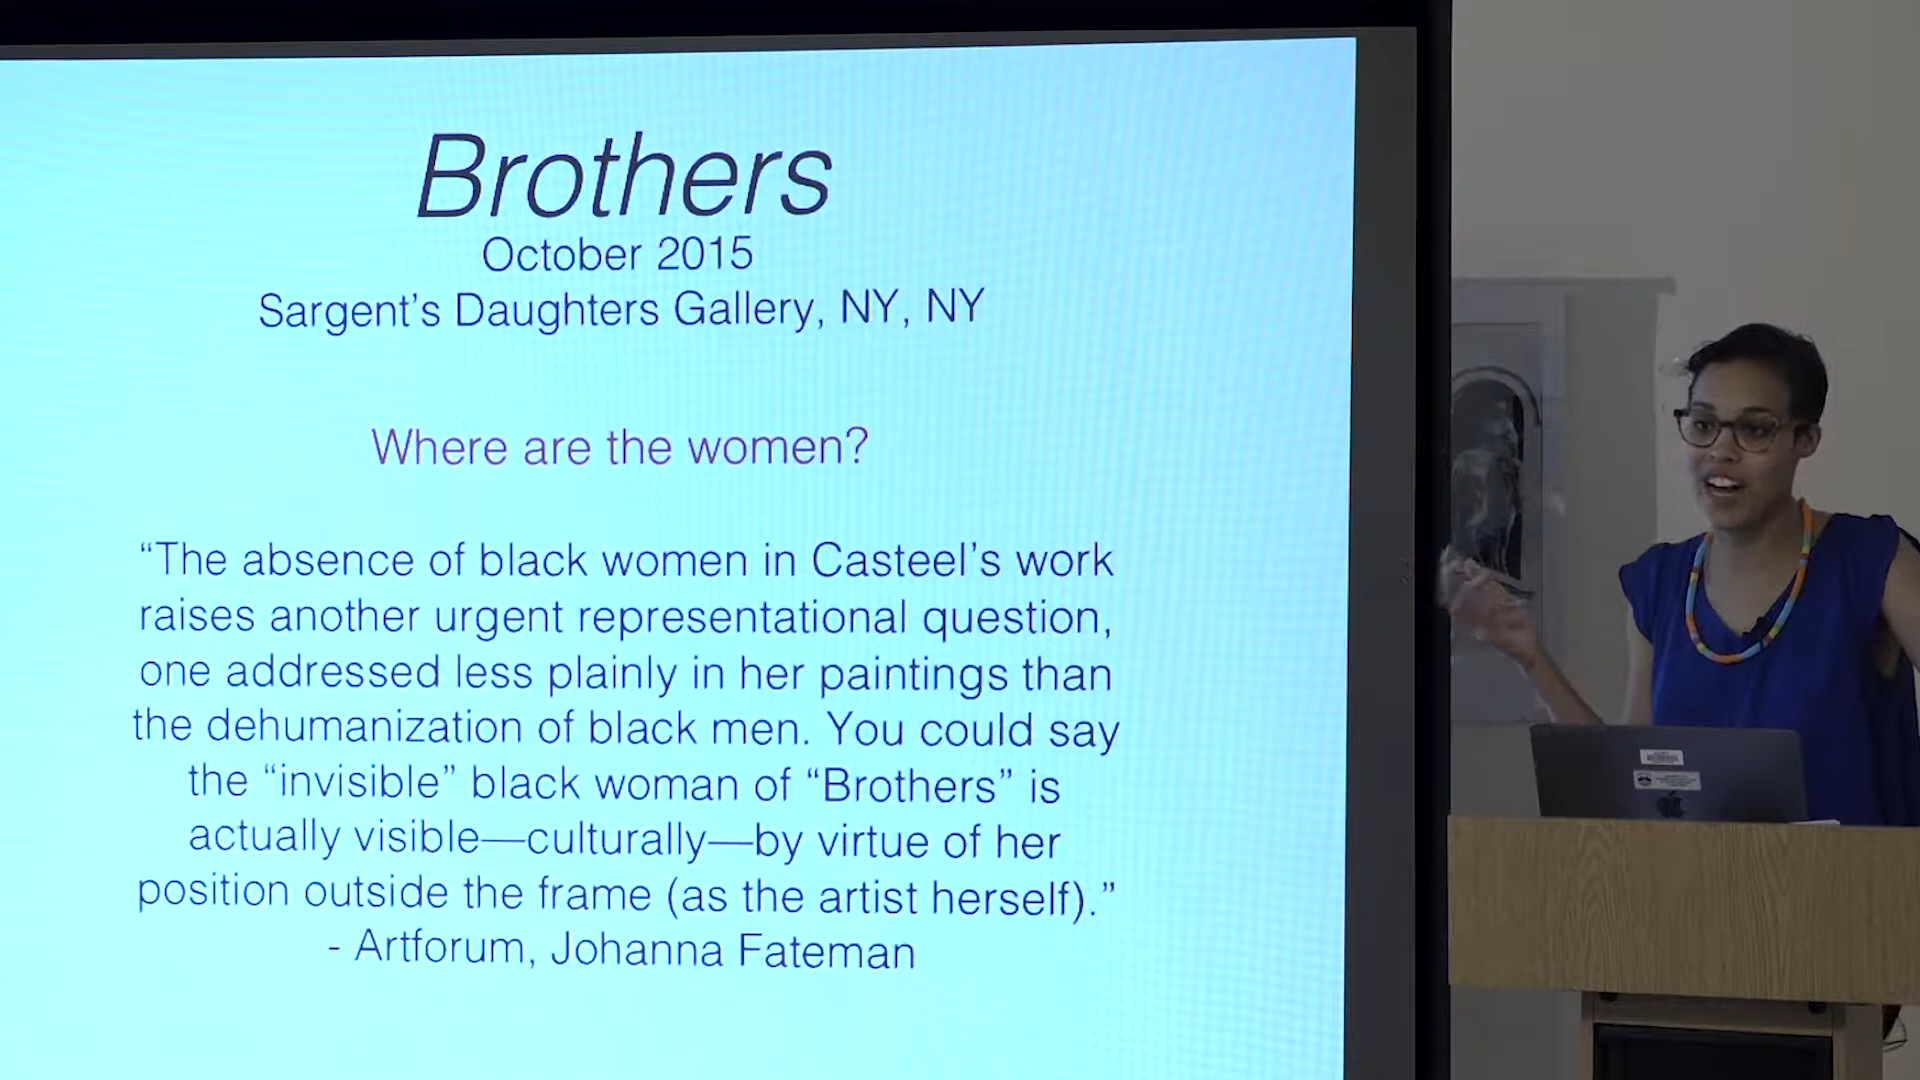 Brothers
October 2015
Sargent’s Daughters Gallery, NY, NY
Where are the women?
“The absence of black women in Casteel’s work
raises another urgent representational question,
one addressed less plainly in her paintings than
the dehumanization of black men. You could say
the “invisible” black woman of “Brothers” is
actually visible—culturally—by virtue of her
position outside the frame (as the artist herself).”
- Artforum, Johanna Fateman